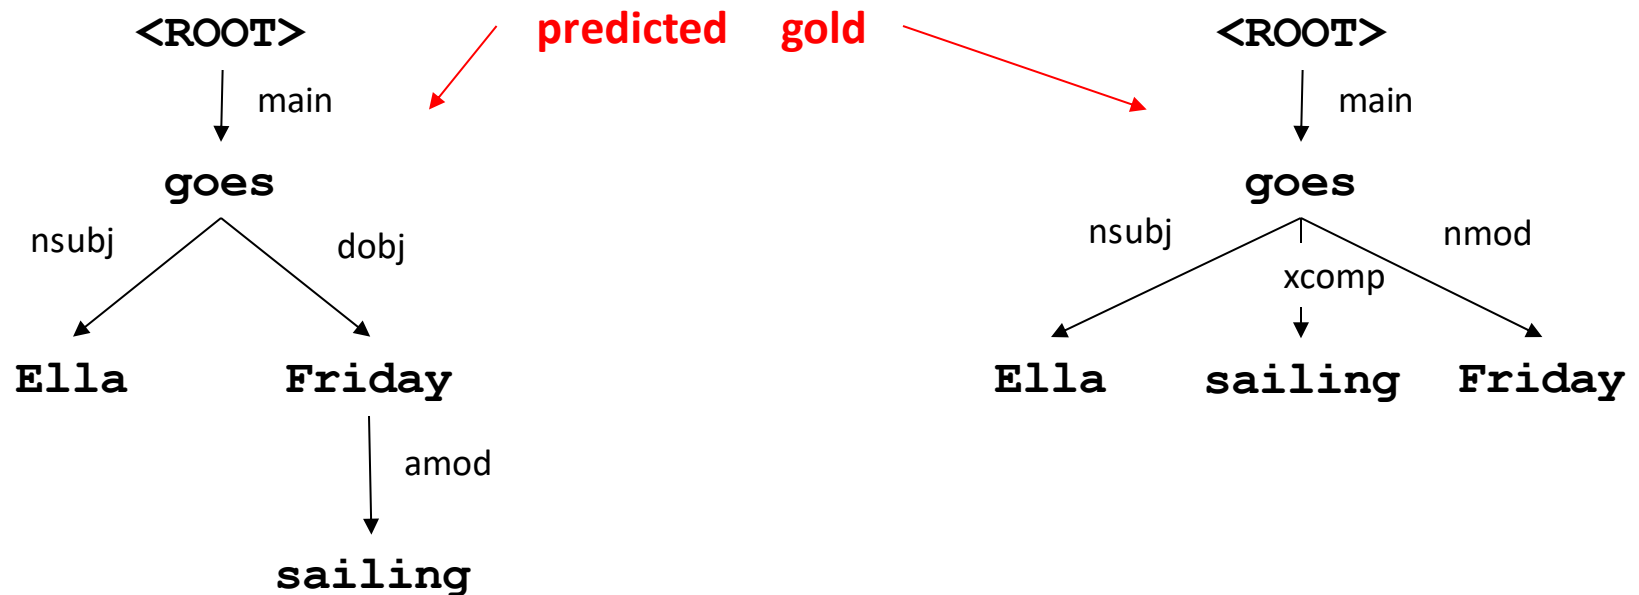 <ROOT> predicted gold <ROOT>
main main
goes goes
nsubj dobj nsubj nmod
xcomp
Ella Friday Ella sailing Friday
amod
sailing